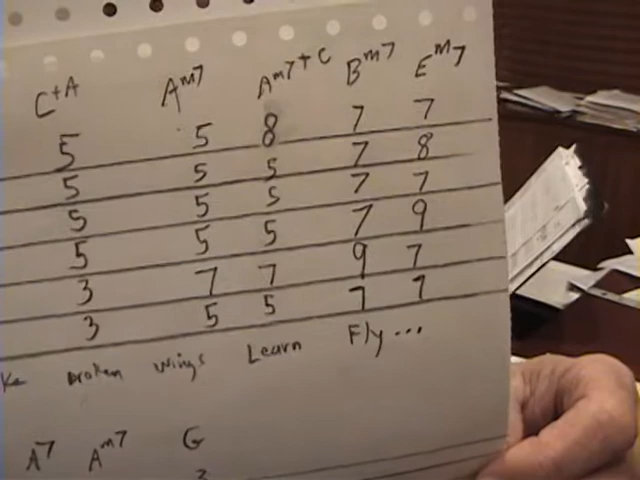 C+A Am7 Am7+C Bm7 Em7
5 5 8 7 7
5 5 5 7 8
5 5 5 7 7
5 5 5 7 9
3 7 7 9 7
3 5 5 7 7
broken wings Learn Fly...
A7 Am7 G